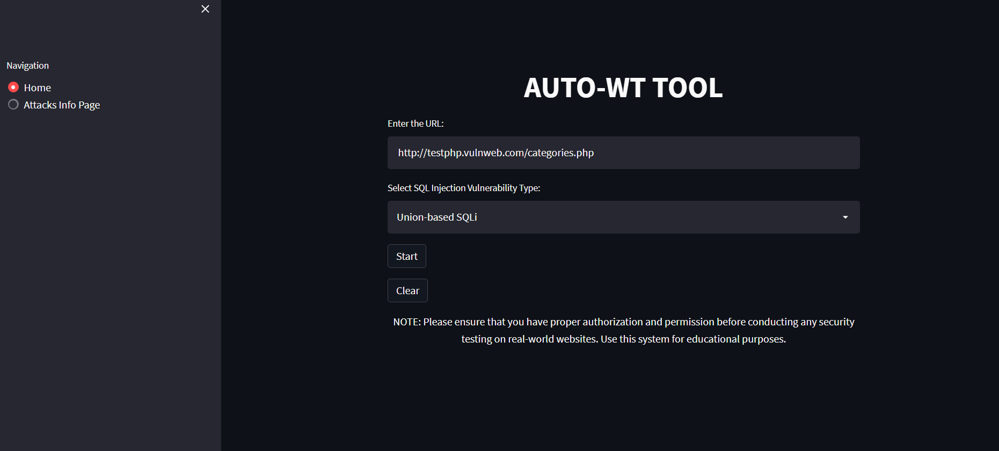 Navigation
Home
Attacks Info Page
AUTO-WT TOOL
Enter the URL:
http://testphp.vulnweb.com/categories.php
Select SQL Injection Vulnerability Type:
Union-based SQLi
Start
Clear
NOTE: Please ensure that you have proper authorization and permission before conducting any security
testing on real-world websites. Use this system for educational purposes.